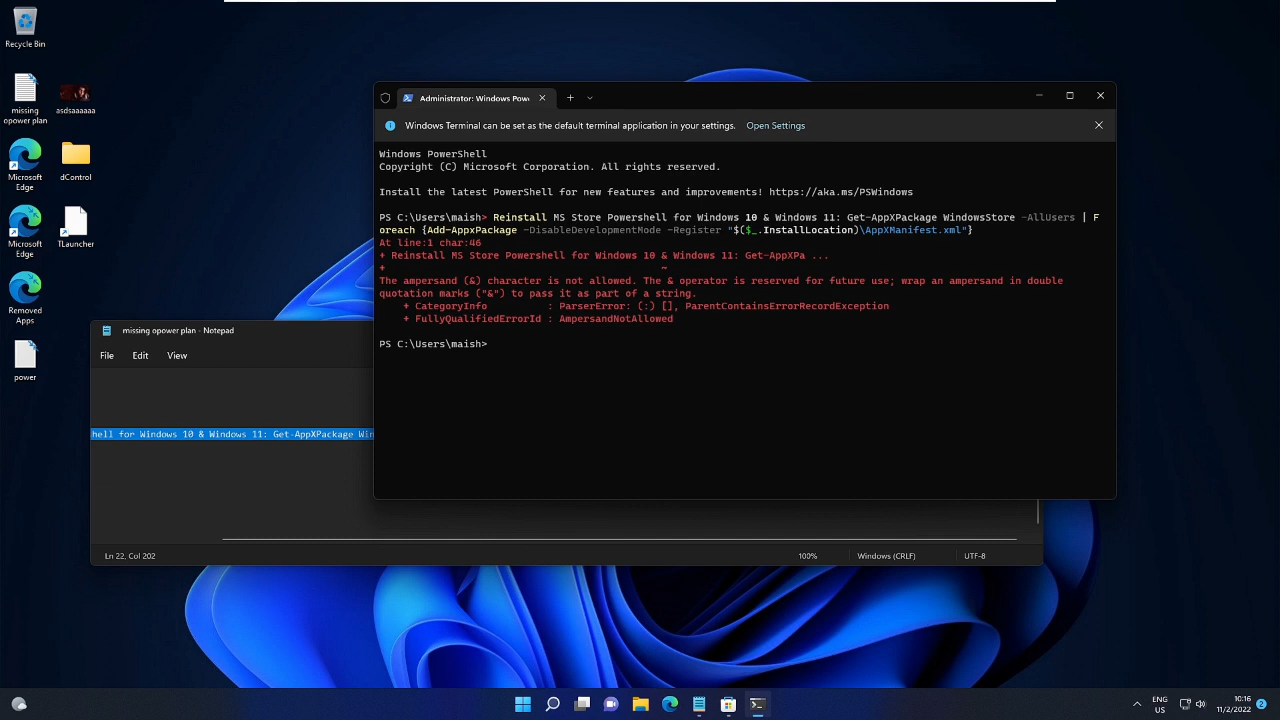 Recycle Bin
missing
opower plan
asdsaaaaaa
Microsoft
Edge
dControl
Microsoft
Edge
TLauncher
Removed
Apps
power
Administrator: Windows Pow
Windows Terminal can be set as the default terminal application in your settings. Open Settings
Windows PowerShell
Copyright (C) Microsoft Corporation. All rights reserved.
Install the latest PowerShell for new features and improvements! https://aka.ms/PSWindows
PS C:\Users\maish> Reinstall MS Store Powershell for Windows 10 & Windows 11: Get-AppXPackage WindowsStore -AllUsers | F
oreach {Add-AppxPackage -DisableDevelopmentMode -Register "$($_.InstallLocation)\AppXManifest.xml"}
At line:1 char:46
+ Reinstall MS Store Powershell for Windows 10 & Windows 11: Get-AppXPa ...
+ ~
The ampersand (&) character is not allowed. The & operator is reserved for future use; wrap an ampersand in double
quotation marks ("&") to pass it as part of a string.
+ CategoryInfo : ParserError: (:) [], ParentContainsErrorRecordException
+ FullyQualifiedErrorId : AmpersandNotAllowed
PS C:\Users\maish>
missing opower plan - Notepad
File Edit View
hell for Windows 10 & Windows 11: Get-AppXPackage Win
Ln 22, Col 202 100% Windows (CRLF) UTF-8
ENG
US
10:16
11/2/2022
2